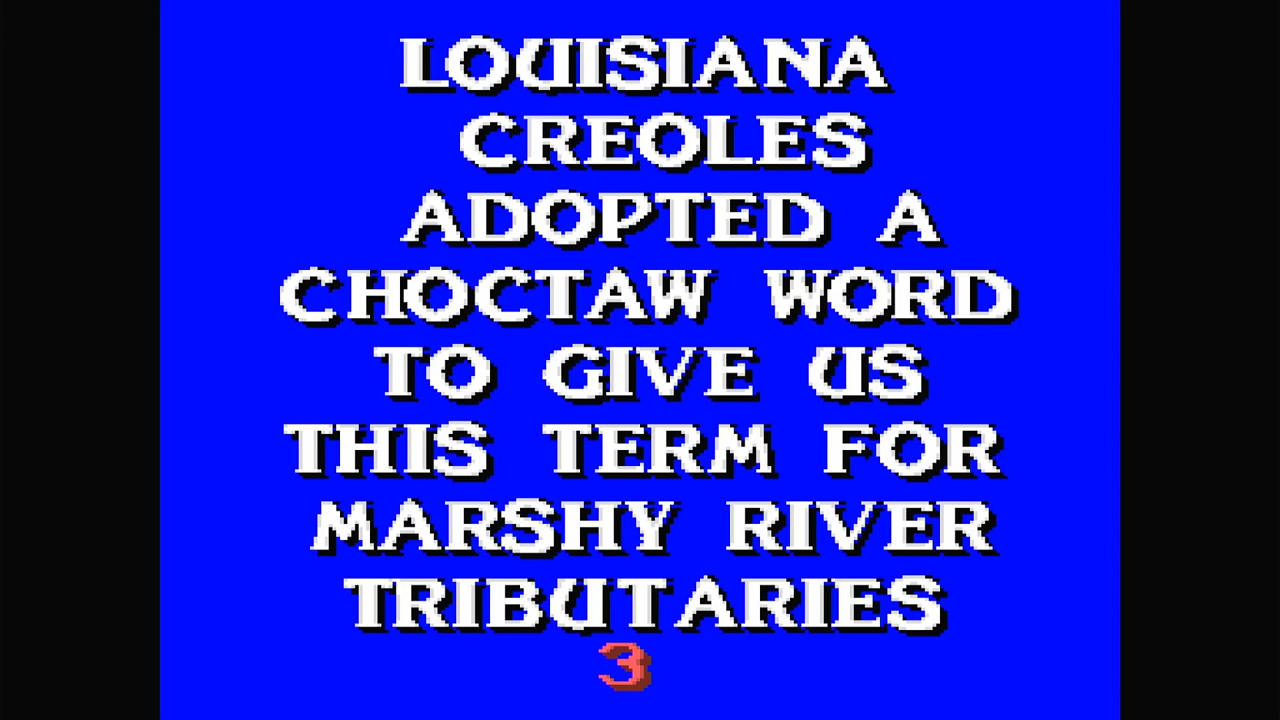 LOUISIANA
CREOLES
ADOPTED A
CHOCTAW WORD
TO GIVE US
THIS TERM FOR
MARSHY RIVER
TRIBUTARIES
3